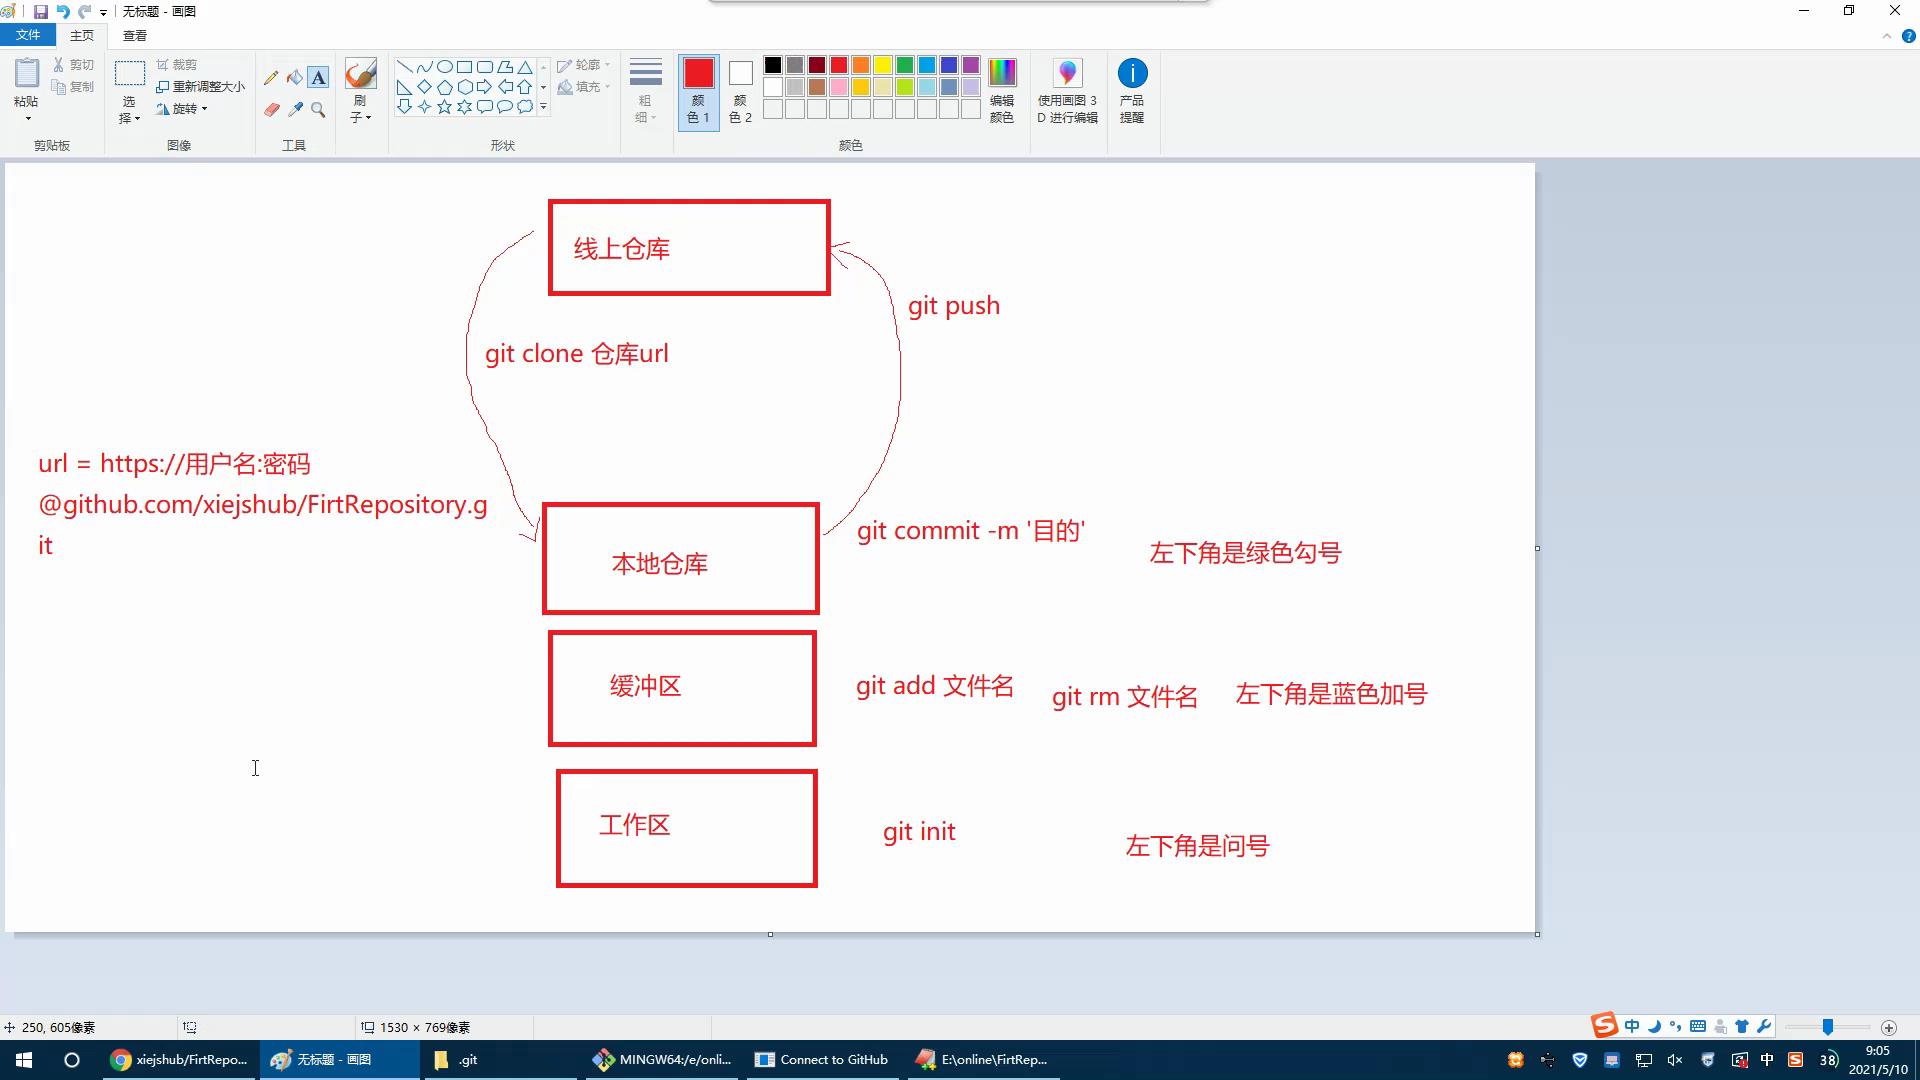 无标题 - 画图
文件
主页
查看
粘贴
剪切
复制
剪贴板
选
择
裁剪
重新调整大小
旋转
图像
A
工具
刷
子
形状
轮廓
填充
粗
细
颜
色 1
颜
色 2
颜色
编辑
颜色
使用画图 3
D 进行编辑
产品
提醒
线上仓库
git push
git clone 仓库url
url = https://用户名:密码
@github.com/xiejshub/FirtRepository.g
it
git commit -m '目的'
左下角是绿色勾号
本地仓库
缓冲区
git add 文件名
git rm 文件名
左下角是蓝色加号
工作区
git init
左下角是问号
250, 605像素
1530 × 769像素
中
xiejshub/FirtRepo...
无标题 - 画图
.git
MINGW64:/e/onli...
Connect to GitHub
E:\online\FirtRep...
中
38
9:05
2021/5/10